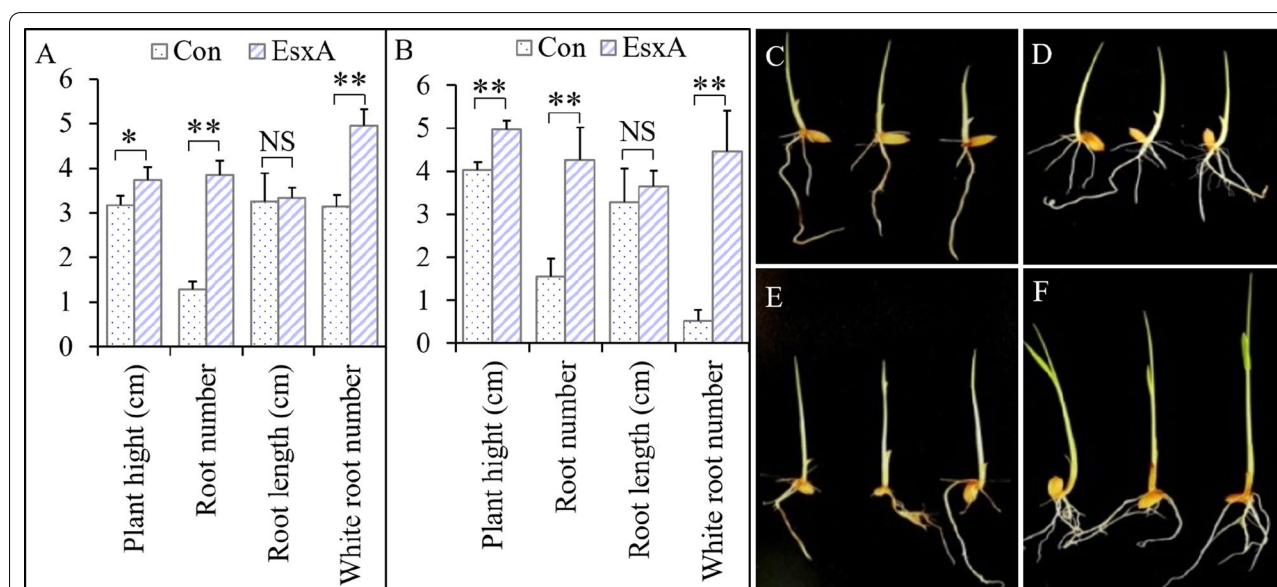 A
Con EsxA
6
5
4
3
2
1
0
*
**
NS
**
Plant hight (cm)
Root number
Root length (cm)
White root number
B
Con EsxA
6
5
4
3
2
1
0
**
**
NS
**
Plant hight (cm)
Root number
Root length (cm)
White root number
C
D
E
F